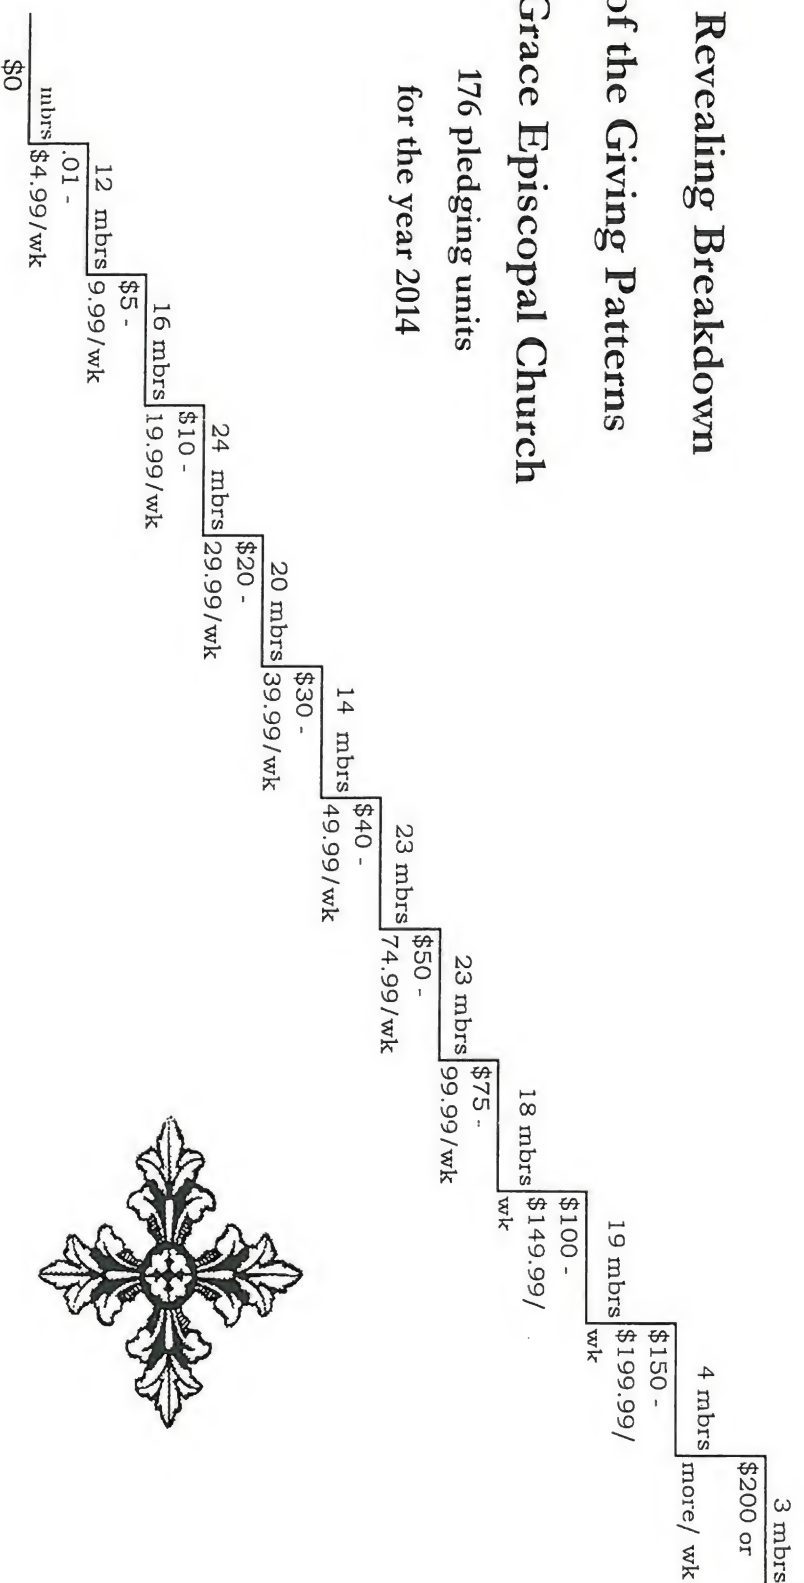 Revealing Breakdown
of the Giving Patterns
Grace Episcopal Church
176 pledging units
for the year 2014
mbrs
$0
12 mbrs
.01 -
$4.99/wk
16 mbrs
$5 -
9.99/wk
24 mbrs
$10 -
19.99/wk
20 mbrs
$20 -
29.99/wk
14 mbrs
$30 -
39.99/wk
23 mbrs
$40 -
49.99/wk
23 mbrs
$50 -
74.99/wk
18 mbrs
$75 -
99.99/wk
19 mbrs
$100 -
$149.99/
wk
4 mbrs
$150 -
$199.99/
wk
3 mbrs
$200 or
more/ wk